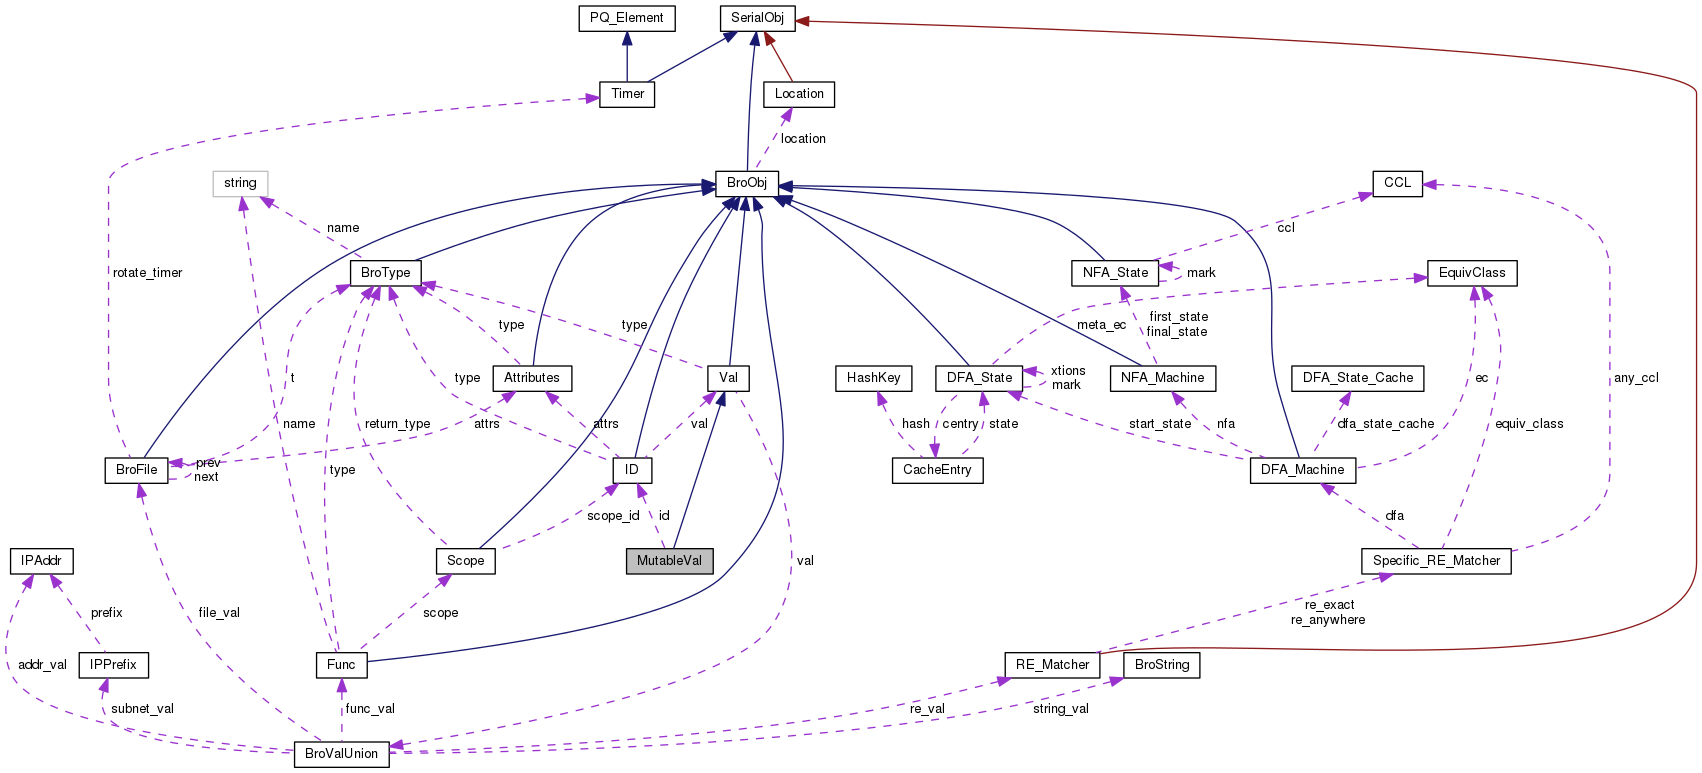 PQ_Element
SerialObj
Timer
Location
location
string
BroObj
CCL
name
ccl
rotate_timer
BroType
NFA_State
mark
EquivClass
type
type
meta_ec
first_state
final_state
t
type
Attributes
Val
HashKey
DFA_State
xtions
mark
NFA_Machine
DFA_State_Cache
ec
any_ccl
name
return_type
attrs
attrs
val
hash
centry
state
start_state
nfa
dfa_state_cache
equiv_class
BroFile
prev
next
type
ID
CacheEntry
DFA_Machine
scope_id
id
dfa
IPAddr
Scope
MutableVal
val
Specific_RE_Matcher
prefix
file_val
scope
re_exact
re_anywhere
addr_val
IPPrefix
Func
RE_Matcher
BroString
subnet_val
func_val
re_val
string_val
BroValUnion